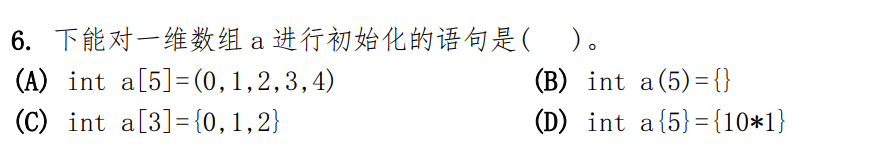 6. 下能对一维数组 a 进行初始化的语句是(   )。
(A) int a[5]=(0,1,2,3,4) (B) int a(5)={}
(C) int a[3]={0,1,2} (D) int a{5}={10*1}